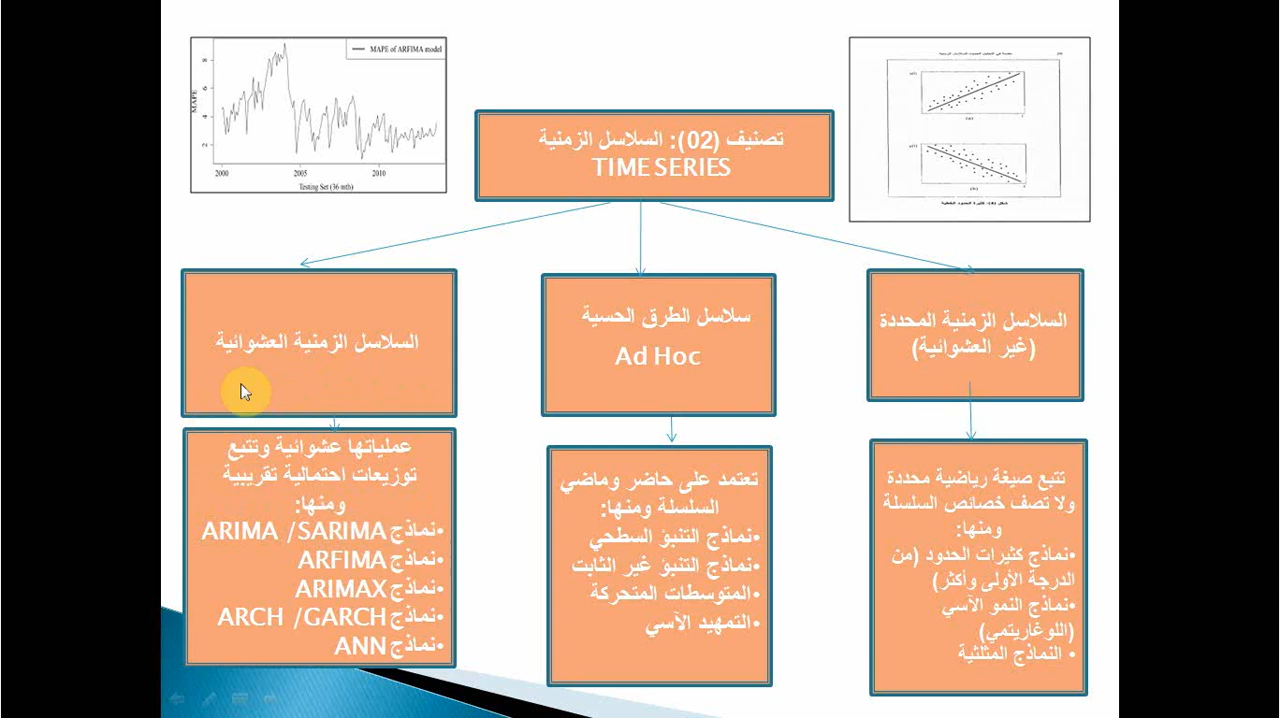 MAPE of ARFIMA model
MAPE
8
6
4
2
2000
2005
2010
Testing Set (36 mth)
تصنيف (02): السلاسل الزمنية
TIME SERIES
السلاسل الزمنية المحددة
(غير العشوائية)
سلاسل الطرق الحسية
Ad Hoc
السلاسل الزمنية العشوائية
تتبع صيغة رياضية محددة
ولا تصف خصائص السلسلة
ومنها:
•نماذج كثيرات الحدود (من
الدرجة الأولى وأكثر)
•نماذج النمو الآسي
(اللوغاريتمي)
• النماذج المثلثية
تعتمد على حاضر وماضي
السلسلة ومنها:
•نماذج التنبؤ السطحي
•نماذج التنبؤ غير الثابت
•المتوسطات المتحركة
•التمهيد الآسي
عملياتها عشوائية وتتبع
توزيعات احتمالية تقريبية
ومنها:
•نماذج ARIMA /SARIMA
•نماذج ARFIMA
•نماذج ARIMAX
•نماذج ARCH /GARCH
•نماذج ANN